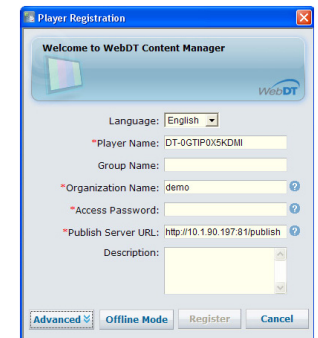 Player Registration
Welcome to WebDT Content Manager
WebDT
Language: English
*Player Name: DT-0GTIP0X5KDMI
Group Name:
*Organization Name: demo
*Access Password:
*Publish Server URL: http://10.1.90.197:81/publish
Description:
Advanced Offline Mode Register Cancel